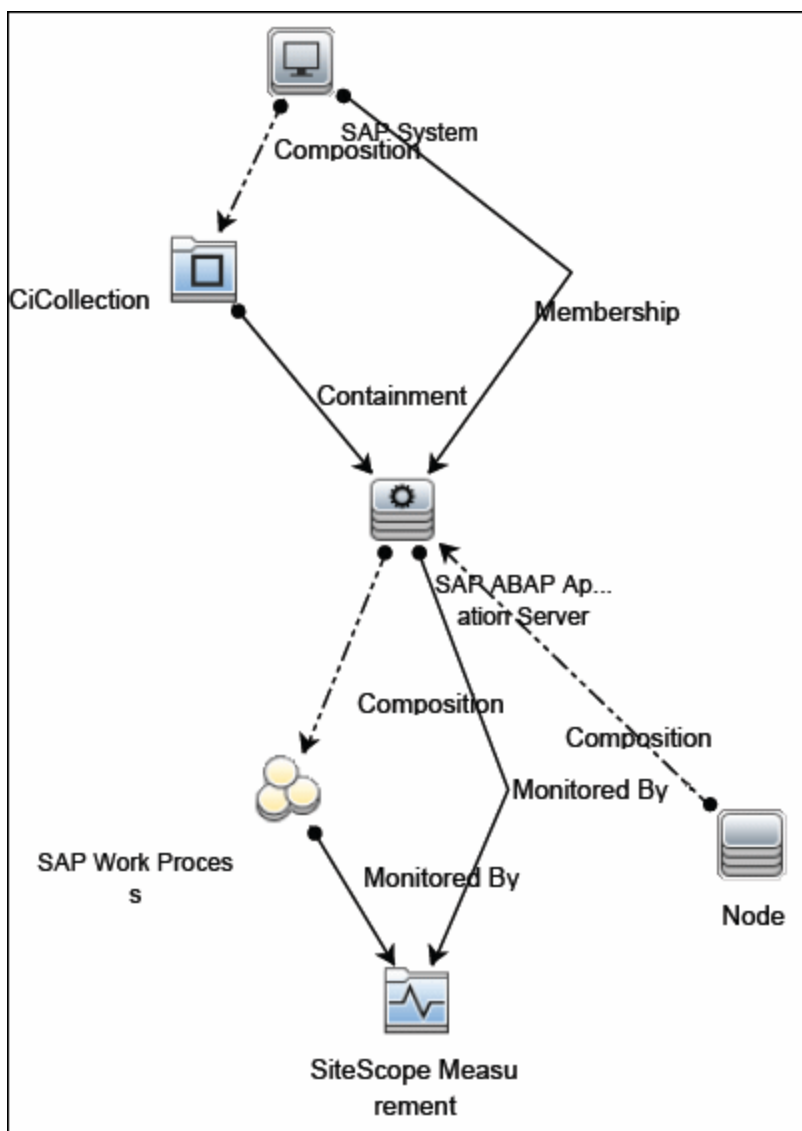 SAP System
Composition
CiCollection
Membership
Containment
SAP ABAP Ap...
ation Server
Composition
Composition
Monitored By
SAP Work Proces
s
Monitored By
Node
SiteScope Measu
rement